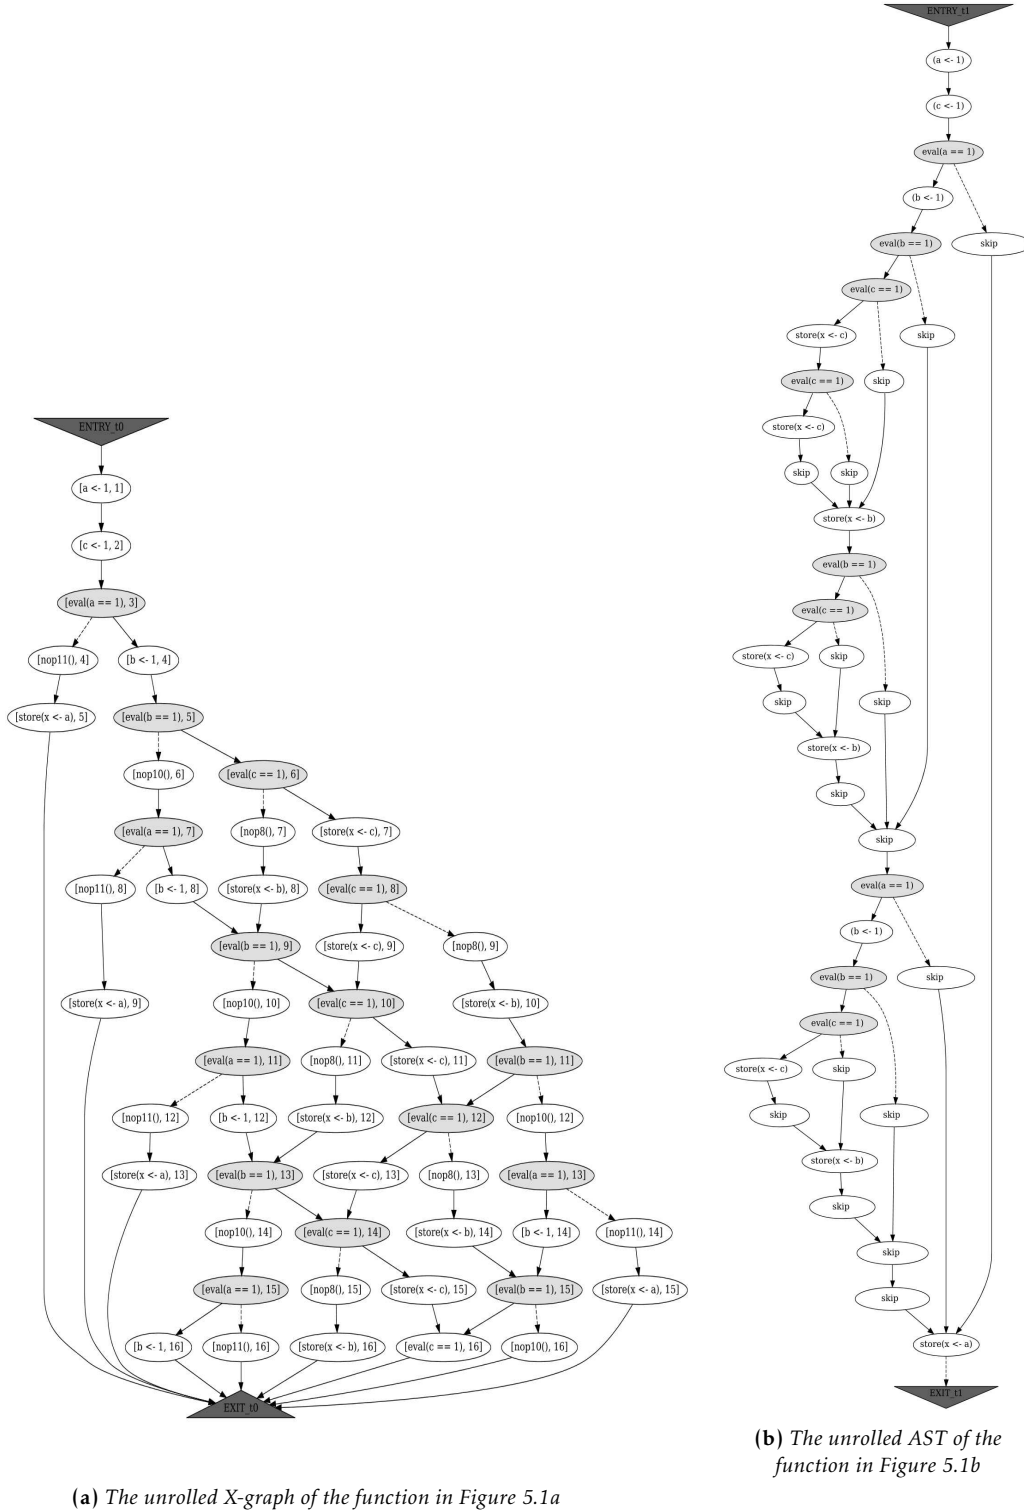 ENTRY_t0
[a <- 1, 1]
[c <- 1, 2]
[eval(a == 1), 3]
[nop11(), 4]
[b <- 1, 4]
[store(x <- a), 5]
[eval(b == 1), 5]
[nop10(), 6]
[eval(c == 1), 6]
[eval(a == 1), 7]
[nop8(), 7]
[store(x <- c), 7]
[nop11(), 8]
[b <- 1, 8]
[store(x <- b), 8]
[eval(c == 1), 8]
[eval(b == 1), 9]
[store(x <- c), 9]
[nop8(), 9]
[store(x <- a), 9]
[nop10(), 10]
[eval(c == 1), 10]
[store(x <- b), 10]
[eval(a == 1), 11]
[nop8(), 11]
[store(x <- c), 11]
[eval(b == 1), 11]
[nop11(), 12]
[b <- 1, 12]
[store(x <- b), 12]
[eval(c == 1), 12]
[nop10(), 12]
[store(x <- a), 13]
[eval(b == 1), 13]
[store(x <- c), 13]
[nop8(), 13]
[eval(a == 1), 13]
[nop10(), 14]
[eval(c == 1), 14]
[store(x <- b), 14]
[b <- 1, 14]
[nop11(), 14]
[eval(a == 1), 15]
[nop8(), 15]
[store(x <- c), 15]
[eval(b == 1), 15]
[store(x <- a), 15]
[b <- 1, 16]
[nop11(), 16]
[store(x <- b), 16]
[eval(c == 1), 16]
[nop10(), 16]
EXIT_t0
(a) The unrolled X-graph of the function in Figure 5.1a
ENTRY_t1
(a <- 1)
(c <- 1)
eval(a == 1)
(b <- 1)
eval(b == 1)
skip
eval(c == 1)
store(x <- c)
skip
eval(c == 1)
skip
store(x <- c)
skip
skip
store(x <- b)
eval(b == 1)
eval(c == 1)
store(x <- c)
skip
skip
skip
store(x <- b)
skip
skip
eval(a == 1)
(b <- 1)
eval(b == 1)
skip
eval(c == 1)
store(x <- c)
skip
skip
skip
store(x <- b)
skip
skip
skip
store(x <- a)
EXIT_t1
(b) The unrolled AST of the
function in Figure 5.1b